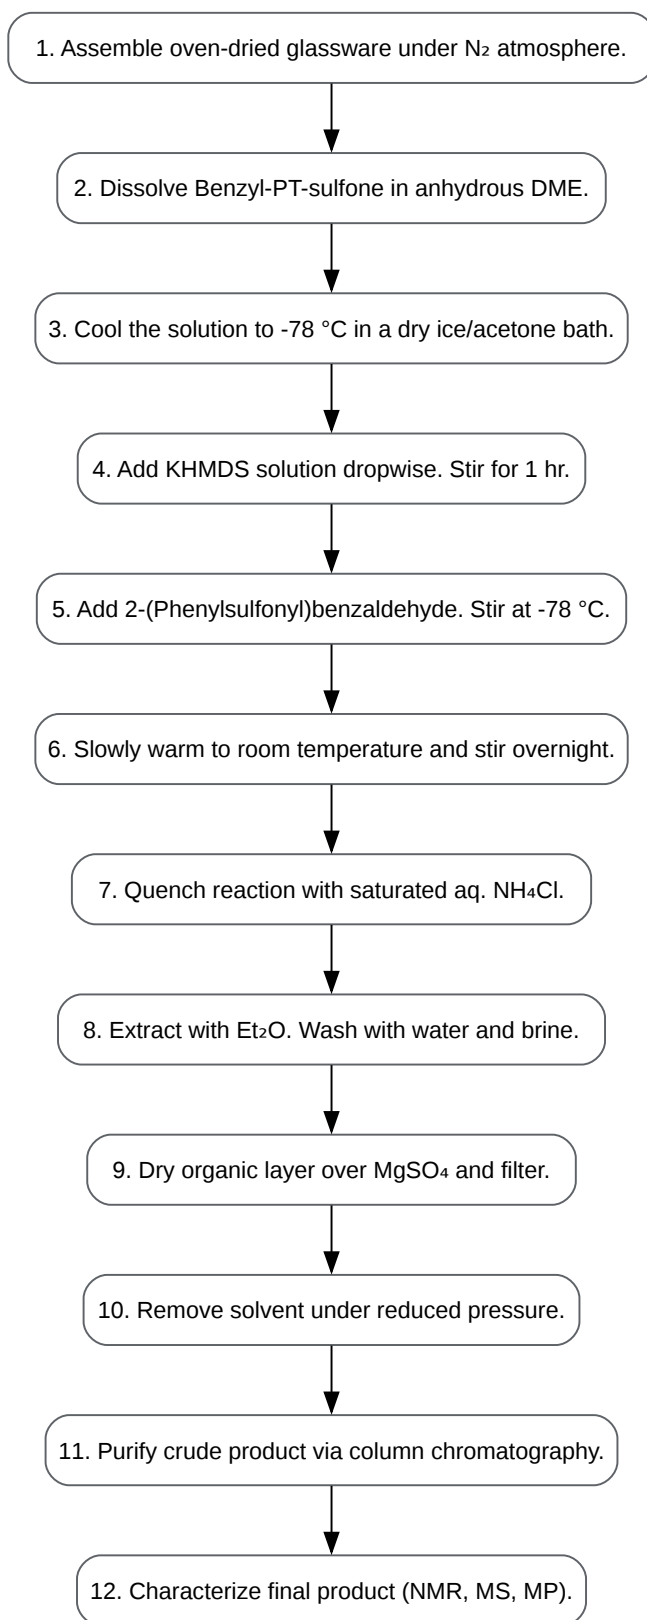 1. Assemble oven-dried glassware under N₂ atmosphere.
2. Dissolve Benzyl-PT-sulfone in anhydrous DME.
3. Cool the solution to -78 °C in a dry ice/acetone bath.
4. Add KHMDS solution dropwise. Stir for 1 hr.
5. Add 2-(Phenylsulfonyl)benzaldehyde. Stir at -78 °C.
6. Slowly warm to room temperature and stir overnight.
7. Quench reaction with saturated aq. NH₄Cl.
8. Extract with Et₂O. Wash with water and brine.
9. Dry organic layer over MgSO₄ and filter.
10. Remove solvent under reduced pressure.
11. Purify crude product via column chromatography.
12. Characterize final product (NMR, MS, MP).